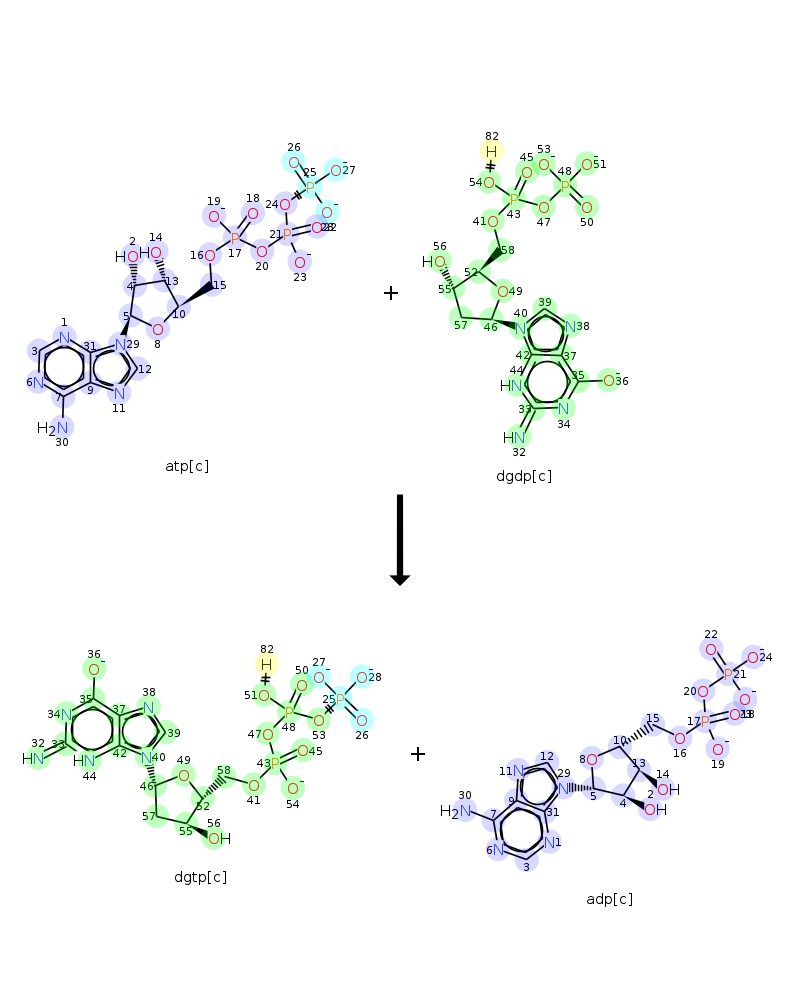 82
H
26
25
27
O
O-
P
53
O-
45
O
48
P
51
O-
54
O
24
O
O-
43
P
50
O
47
O
19
O-
18
O
P
17
21
P
28
22
20
O
23
O-
2
HO
14
HO
16
O
41
O
56
HO
52
58
55
49
O
4
13
15
10
+
57
46
40
N
39
N
38
1
N
31
5
8
O
29
N
3
12
42
37
44
HN
35
O-
36
6
N
7
9
N
11
33
N
34
H2N
30
HN
32
atp[c]
dgdp[c]
36
O-
82
H
50
O
27
O-
28
O-
51
O
48
P
25
P
53
O
26
O
35
37
38
N
39
34
N
32
HN
33
HN
44
42
N
40
47
O
43
P
45
O
54
O-
49
O
46
58
41
O
52
57
55
56
OH
dgtp[c]
+
22
O
24
O-
P
21
20
O
O-
17
P
18
19
O-
15
16
O
10
8
O
13
14
OH
2
OH
4
5
12
11
N
29
N
30
H2N
9
7
31
6
N
N
1
3
adp[c]